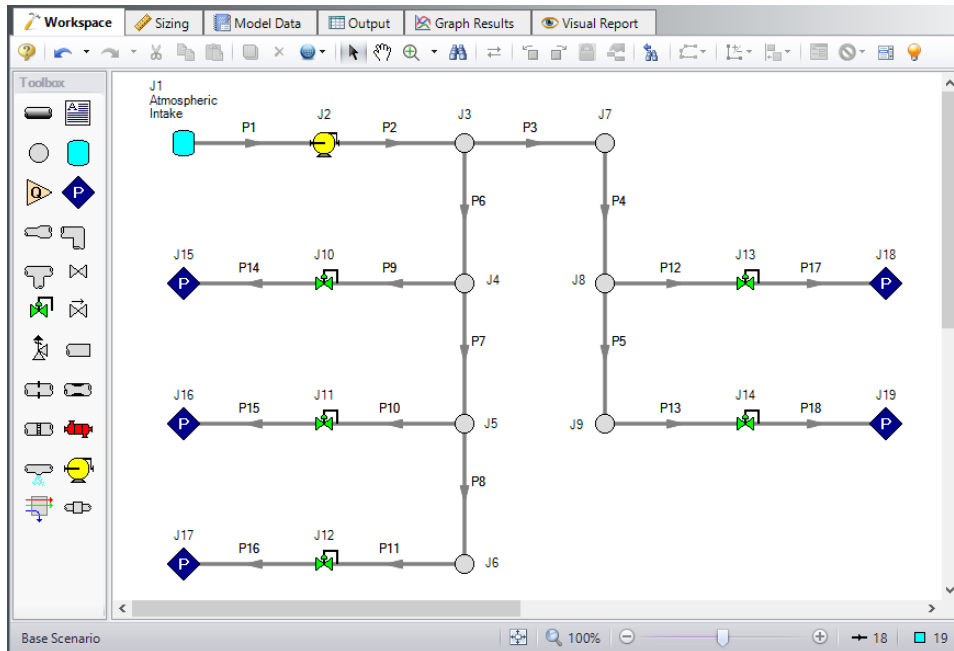 Workspace Sizing Model Data Output Graph Results Visual Report
Toolbox
A
Q P
J1
Atmospheric
Intake
J2 J3 J7
P1 P2 P3
P6 P4
J15 J10 J4 J8 J13 J18
P14 P9 P12 P17
P P
P7 P5
J16 J11 J5 J9 J14 J19
P15 P10 P13 P18
P P
P8
J17 J12 J6
P16 P11
P
Base Scenario 100% 18 19